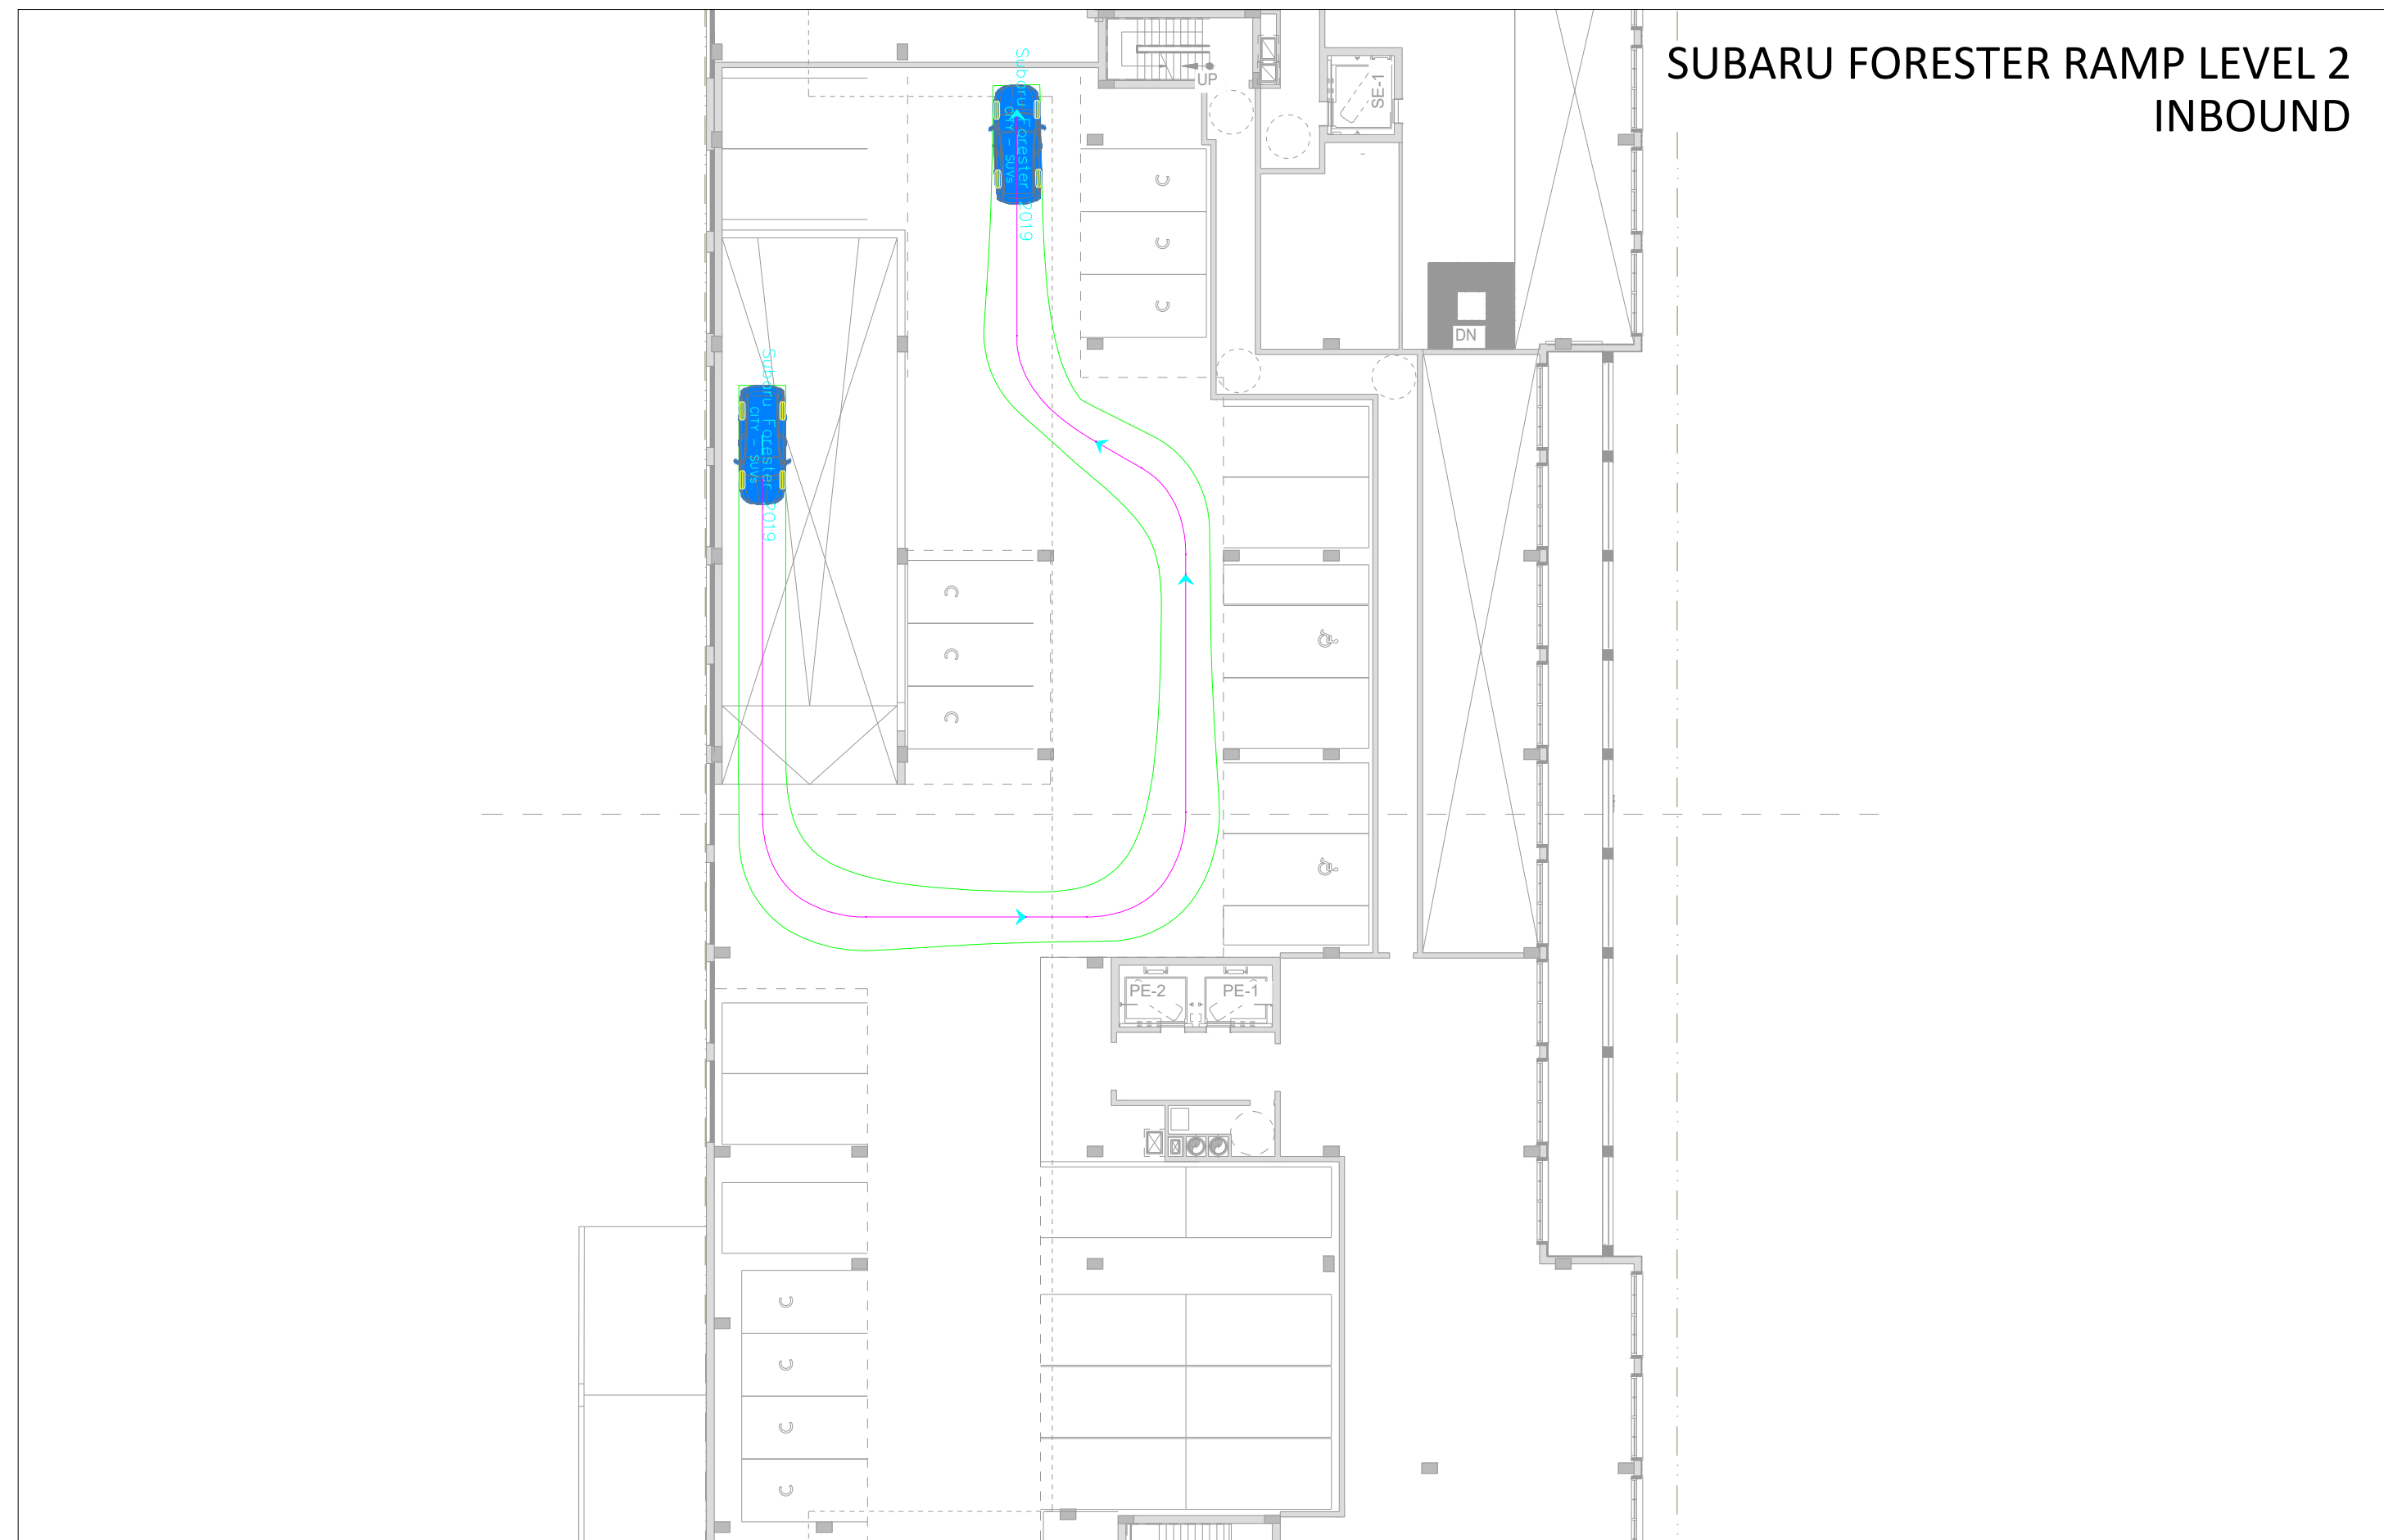 SUBARU FORESTER RAMP LEVEL 2
INBOUND
UP
SE-1
Subaru Forester 2019
CITY - SUVs
C
C
C
DN
Subaru Forester 2019
CITY - SUVs
C
C
C
PE-2
PE-1
C
C
C
C